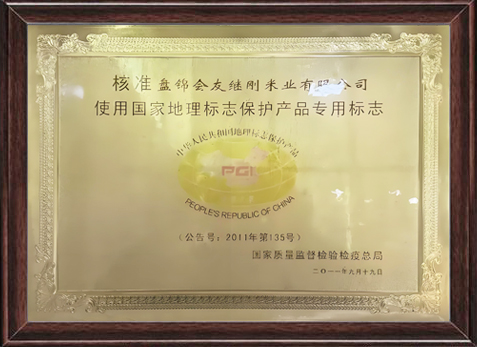 核准盘锦会友继刚米业有限公司
使用国家地理标志保护产品专用标志
中华人民共和国地理标志保护产品
PGI
PEOPLE'S REPUBLIC OF CHINA
(公告号：2011年第135号)
国家质量监督检验检疫总局
二〇一一年九月十九日